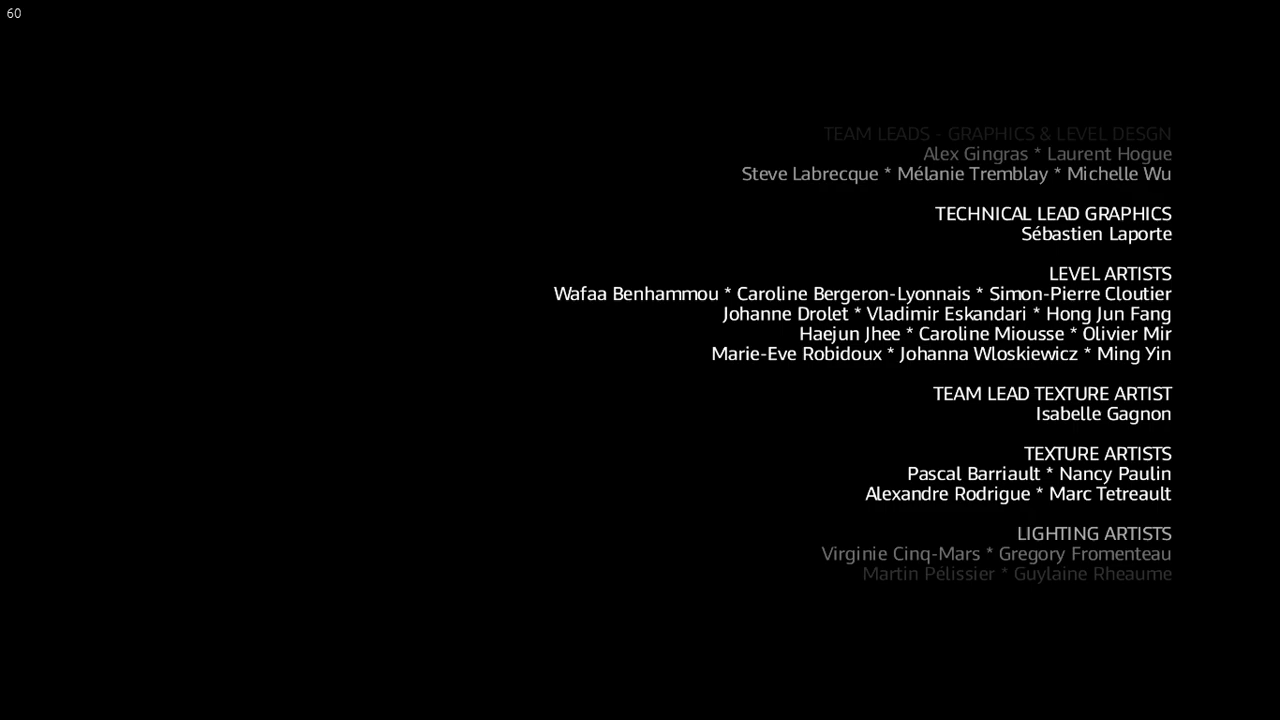 60
TEAM LEADS - GRAPHICS & LEVEL DESGN
Alex Gingras * Laurent Hogue
Steve Labrecque * Mélanie Tremblay * Michelle Wu
TECHNICAL LEAD GRAPHICS
Sébastien Laporte
LEVEL ARTISTS
Wafaa Benhammou * Caroline Bergeron-Lyonnais * Simon-Pierre Cloutier
Johanne Drolet * Vladimir Eskandari * Hong Jun Fang
Haejun Jhee * Caroline Miousse * Olivier Mir
Marie-Eve Robidoux * Johanna Wloskiewicz * Ming Yin
TEAM LEAD TEXTURE ARTIST
Isabelle Gagnon
TEXTURE ARTISTS
Pascal Barriault * Nancy Paulin
Alexandre Rodrigue * Marc Tetreault
LIGHTING ARTISTS
Virginie Cinq-Mars * Gregory Fromenteau
Martin Pélissier * Guylaine Rheaume